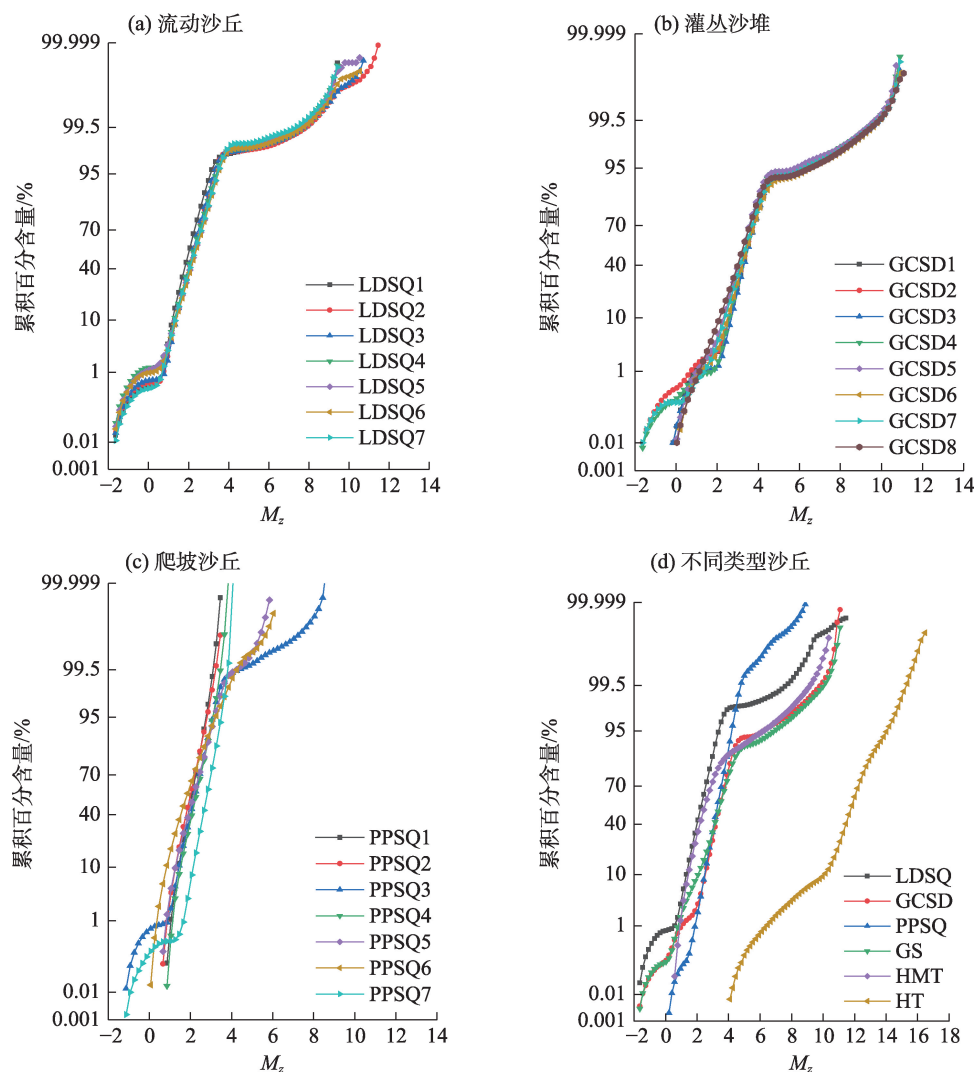 (a) 流动沙丘
99.999
99.5
95
70
40
10
1
0.01
0.001
累积百分含量/%
LDSQ1
LDSQ2
LDSQ3
LDSQ4
LDSQ5
LDSQ6
LDSQ7
−2 0 2 4 6 8 10 12 14
Mz
(b) 灌丛沙堆
99.999
99.5
95
70
40
10
1
0.01
0.001
累积百分含量/%
GCSD1
GCSD2
GCSD3
GCSD4
GCSD5
GCSD6
GCSD7
GCSD8
−2 0 2 4 6 8 10 12 14
Mz
(c) 爬坡沙丘
99.999
99.5
95
70
40
10
1
0.01
0.001
累积百分含量/%
PPSQ1
PPSQ2
PPSQ3
PPSQ4
PPSQ5
PPSQ6
PPSQ7
−2 0 2 4 6 8 10 12 14
Mz
(d) 不同类型沙丘
99.999
99.5
95
70
40
10
1
0.01
0.001
累积百分含量/%
LDSQ
GCSD
PPSQ
GS
HMT
HT
−2 0 2 4 6 8 10 12 14 16 18
Mz